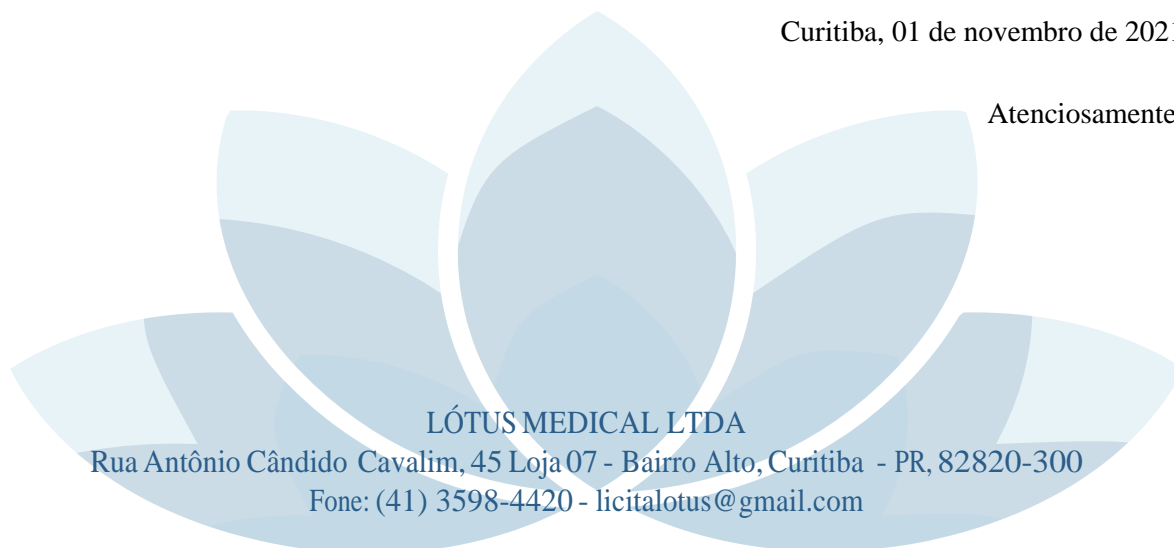 Curitiba, 01 de novembro de 2021
Atenciosamente
LÓTUS MEDICAL LTDA
Rua Antônio Cândido Cavalim, 45 Loja 07 - Bairro Alto, Curitiba - PR, 82820-300
Fone: (41) 3598-4420 - licitalotus@gmail.com